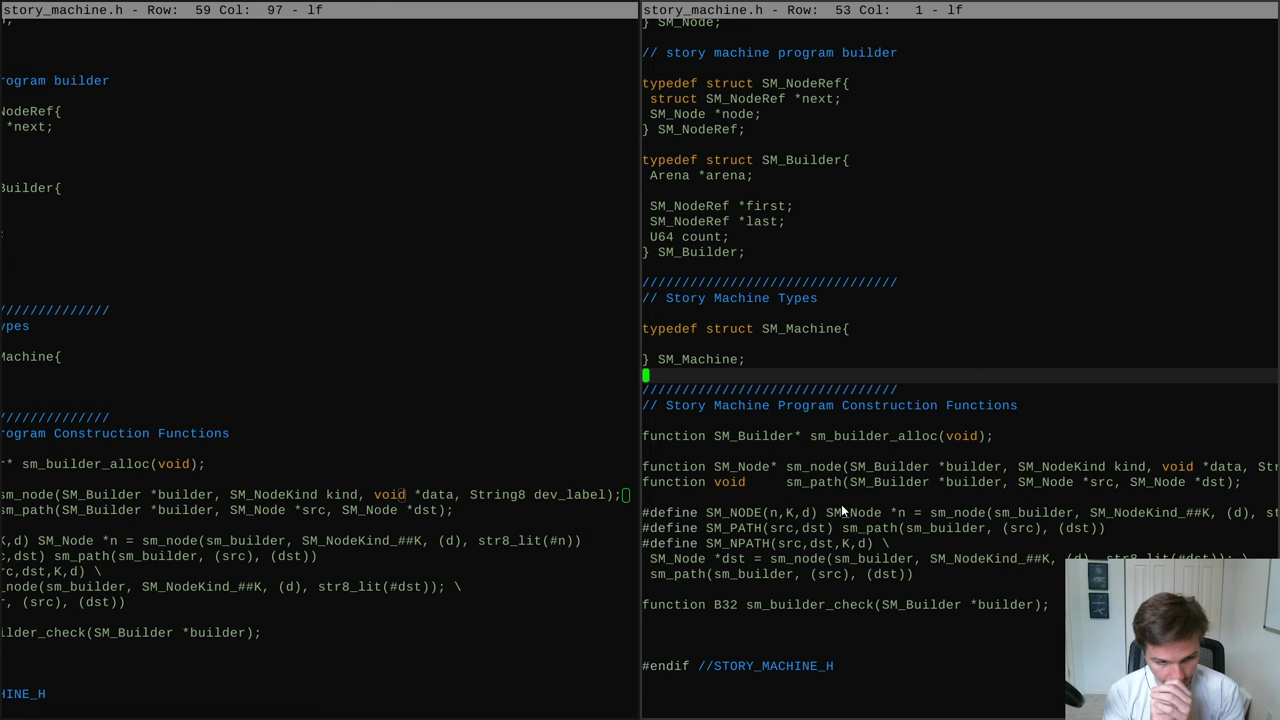 story_machine.h - Row:  59 Col:  97 - lf
rogram builder
NodeRef{
*next;
Builder{
;
/////////////
ypes
Machine{
/////////////
rogram Construction Functions
r* sm_builder_alloc(void);
sm_node(SM_Builder *builder, SM_NodeKind kind, void *data, String8 dev_label);
sm_path(SM_Builder *builder, SM_Node *src, SM_Node *dst);
K,d) SM_Node *n = sm_node(sm_builder, SM_NodeKind_##K, (d), str8_lit(#n))
c,dst) sm_path(sm_builder, (src), (dst))
rc,dst,K,d) \
_node(sm_builder, SM_NodeKind_##K, (d), str8_lit(#dst)); \
r, (src), (dst))
ilder_check(SM_Builder *builder);
HINE_H
story_machine.h - Row:  53 Col:   1 - lf
} SM_Node;
// story machine program builder
typedef struct SM_NodeRef{
struct SM_NodeRef *next;
SM_Node *node;
} SM_NodeRef;
typedef struct SM_Builder{
Arena *arena;
SM_NodeRef *first;
SM_NodeRef *last;
U64 count;
} SM_Builder;
////////////////////////////////
// Story Machine Types
typedef struct SM_Machine{
} SM_Machine;
////////////////////////////////
// Story Machine Program Construction Functions
function SM_Builder* sm_builder_alloc(void);
function SM_Node* sm_node(SM_Builder *builder, SM_NodeKind kind, void *data, Str
function void     sm_path(SM_Builder *builder, SM_Node *src, SM_Node *dst);
#define SM_NODE(n,K,d) SM_Node *n = sm_node(sm_builder, SM_NodeKind_##K, (d), st
#define SM_PATH(src,dst) sm_path(sm_builder, (src), (dst))
#define SM_NPATH(src,dst,K,d) \
SM_Node *dst = sm_node(sm_builder, SM_NodeKind_##K, (d), str8_lit(#dst)); \
sm_path(sm_builder, (src), (dst))
function B32 sm_builder_check(SM_Builder *builder);
#endif //STORY_MACHINE_H